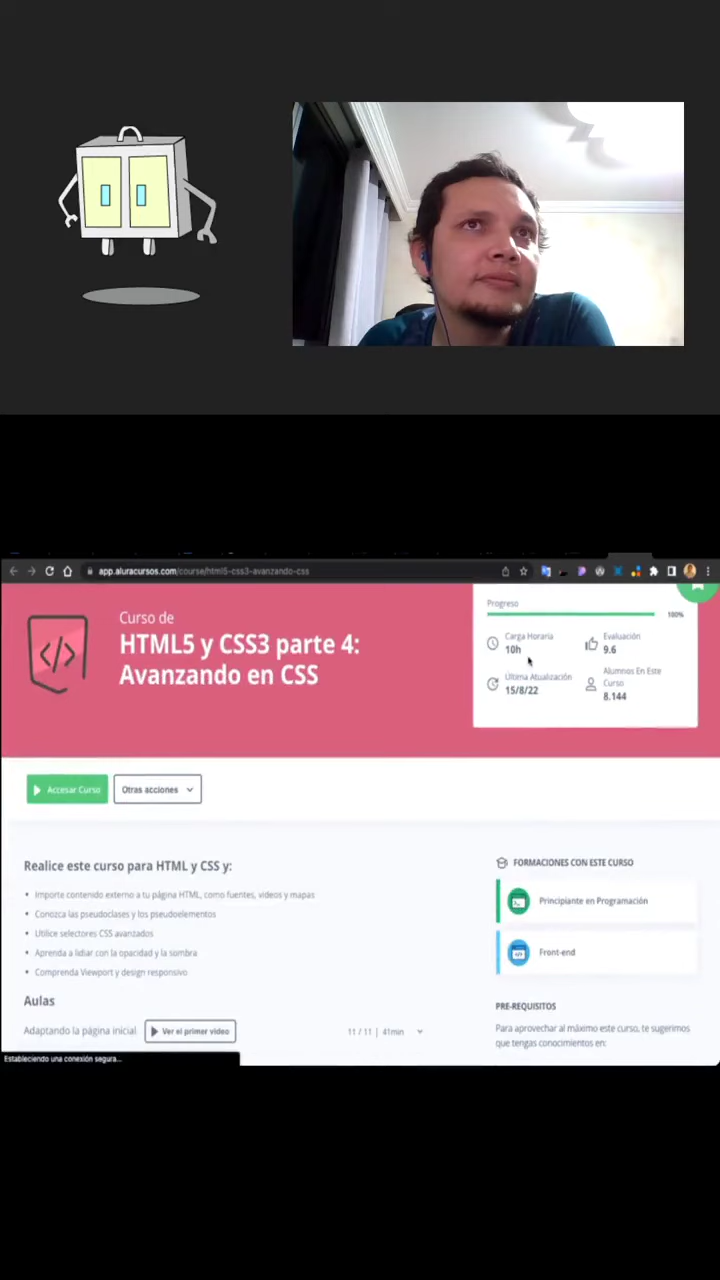 app.aluracursos.com/course/html5-css3-avanzando-css
Curso de
HTML5 y CSS3 parte 4:
Avanzando en CSS
Progreso
100%
Carga Horaria
10h
Evaluación
9.6
Última Atualización
15/8/22
Alumnos En Este
Curso
8.144
Accesar Curso
Otras acciones
Realice este curso para HTML y CSS y:
• Importe contenido externo a tu página HTML, como fuentes, videos y mapas
• Conozca las pseudoclases y los pseudoelementos
• Utilice selectores CSS avanzados
• Aprenda a lidiar con la opacidad y la sombra
• Comprenda Viewport y design responsivo
FORMACIONES CON ESTE CURSO
Principiante en Programación
Front-end
Aulas
Adaptando la página inicial
Ver el primer video
11 / 11 | 41min
PRE-REQUISITOS
Para aprovechar al máximo este curso, te sugerimos
que tengas conocimientos en:
Estableciendo una conexión segura...